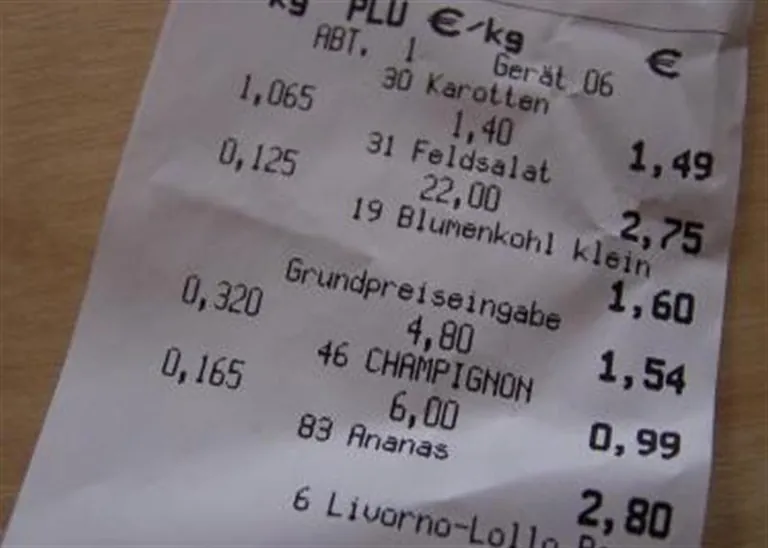 kg PLU €/kg €
ABT. 1 Gerät 06
30 Karotten
1,065 1,40 1,49
31 Feldsalat
0,125 22,00 2,75
19 Blumenkohl klein
1,60
Grundpreiseingabe
0,320 4,80 1,54
46 CHAMPIGNON
0,165 6,00 0,99
83 Ananas
2,80
6 Livorno-Lollo